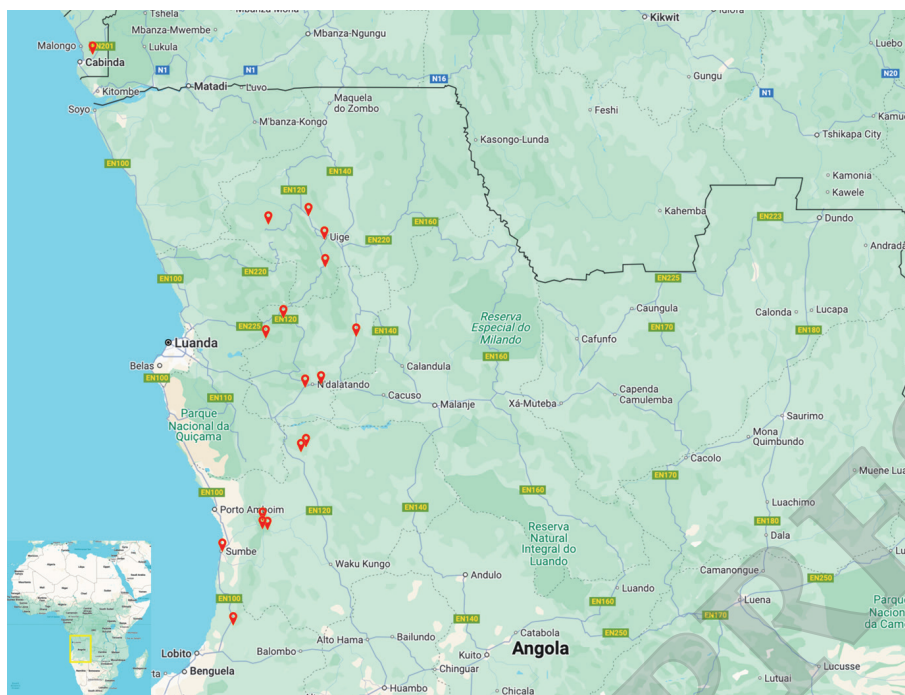 Tshela
Mbanza-Mwembe
Mbanza-Ngungu
Kikwit
Idiofa
Malongo
N201
Lukula
Luebo
Cabinda
N1
N1
N16
Gungu
N20
Kitombe
Matadi
Luvo
N1
Soyo
Maquela
do Zombo
Feshi
M'banza-Kongo
Tshikapa City
Kasongo-Lunda
EN100
EN140
Kamonia
EN120
Kawele
Kahemba
EN160
EN223
Dundo
Uige
EN220
EN100
EN220
EN225
Caungula
Calonda
Lucapa
EN120
Reserva
Especial do
Milando
EN225
EN140
EN170
EN180
Luanda
Cafunfo
EN160
Belas
Calandula
EN100
N'dalatando
EN110
Cacuso
Malanje
Xá-Muteba
Capenda
Camulemba
Parque
Nacional da
Quiçama
Saurimo
Mona
Quimbundo
Cacolo
EN170
EN100
EN160
Porto Amboim
EN120
EN140
Luachimo
EN180
Reserva
Natural
Integral do
Luando
Dala
Sumbe
Waku Kungo
Andulo
Camanongue
EN250
Luando
EN100
EN160
Luena
EN170
EN140
Parque
Nacional
Alto Hama
Bailundo
Catabola
EN250
Lobito
Balombo
Kuito
Angola
Benguela
Chinguar
Lucusse
Huambo
Chicala
Lutuai